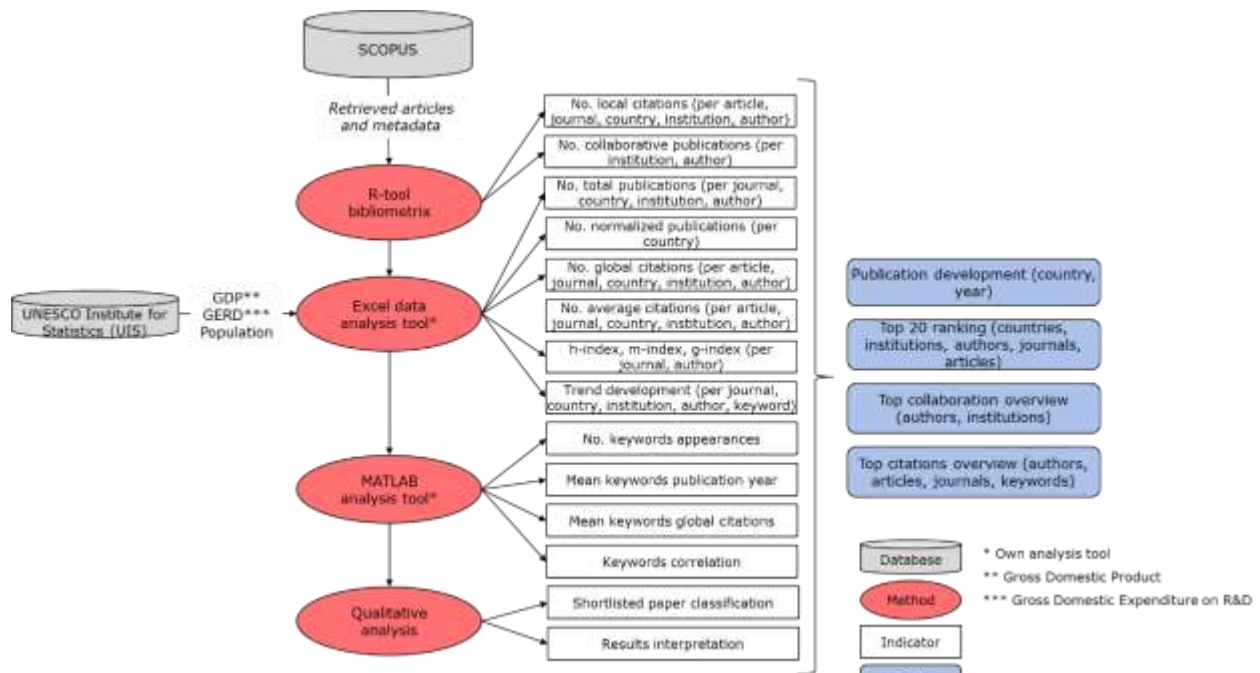 SCOPUS
Retrieved articles
and metadata
R-tool
bibliometrix
UNESCO Institute for
Statistics (UIS)
GDP**
GERD***
Population
Excel data
analysis tool*
MATLAB
analysis tool*
Qualitative
analysis
No. local citations (per article,
journal, country, institution, author)
No. collaborative publications (per
institution, author)
No. total publications (per journal,
country, institution, author)
No. normalized publications (per
country)
No. global citations (per article,
journal, country, institution, author)
No. average citations (per article,
journal, country, institution, author)
h-index, m-index, g-index (per
journal, author)
Trend development (per journal,
country, institution, author, keyword)
No. keywords appearances
Mean keywords publication year
Mean keywords global citations
Keywords correlation
Shortlisted paper classification
Results interpretation
Publication development (country,
year)
Top 20 ranking (countries,
institutions, authors, journals,
articles)
Top collaboration overview
(authors, institutions)
Top citations overview (authors,
articles, journals, keywords)
Database
Method
Indicator
* Own analysis tool
** Gross Domestic Product
*** Gross Domestic Expenditure on R&D